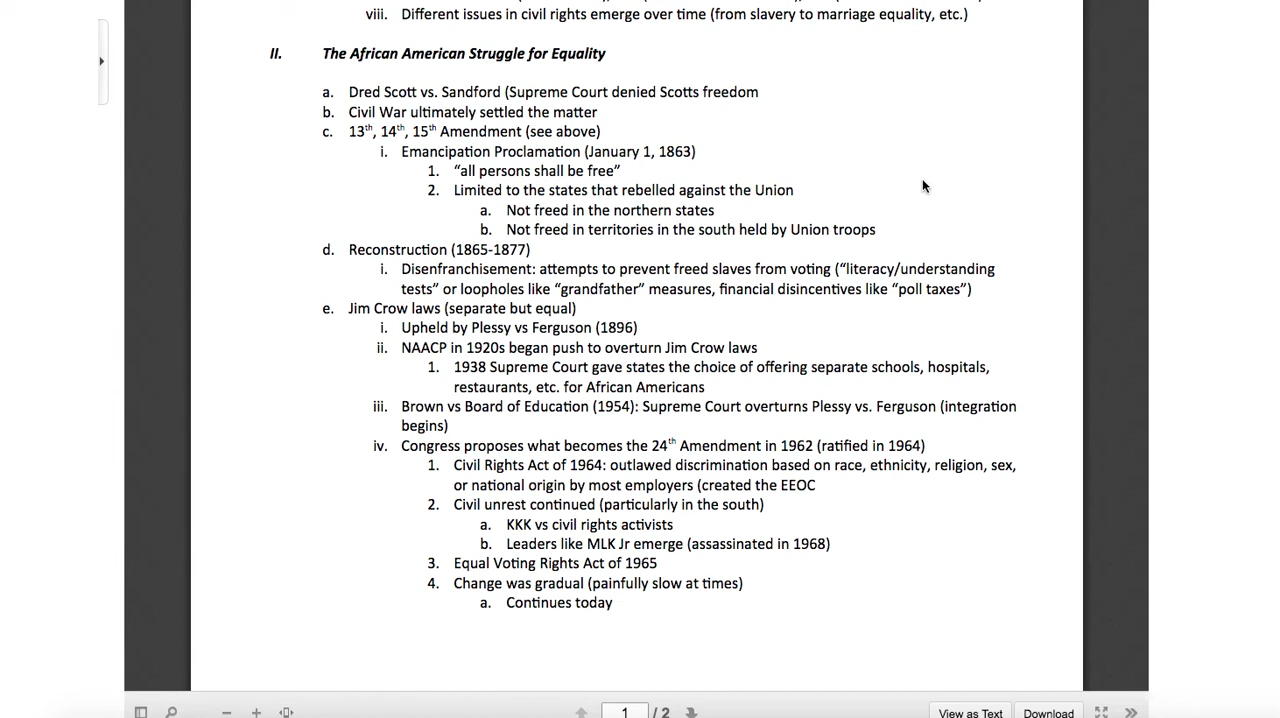 viii. Different issues in civil rights emerge over time (from slavery to marriage equality, etc.)
II. The African American Struggle for Equality
a. Dred Scott vs. Sandford (Supreme Court denied Scotts freedom
b. Civil War ultimately settled the matter
c. 13th, 14th, 15th Amendment (see above)
i. Emancipation Proclamation (January 1, 1863)
1. “all persons shall be free”
2. Limited to the states that rebelled against the Union
a. Not freed in the northern states
b. Not freed in territories in the south held by Union troops
d. Reconstruction (1865-1877)
i. Disenfranchisement: attempts to prevent freed slaves from voting (“literacy/understanding
tests” or loopholes like “grandfather” measures, financial disincentives like “poll taxes”)
e. Jim Crow laws (separate but equal)
i. Upheld by Plessy vs Ferguson (1896)
ii. NAACP in 1920s began push to overturn Jim Crow laws
1. 1938 Supreme Court gave states the choice of offering separate schools, hospitals,
restaurants, etc. for African Americans
iii. Brown vs Board of Education (1954): Supreme Court overturns Plessy vs. Ferguson (integration
begins)
iv. Congress proposes what becomes the 24th Amendment in 1962 (ratified in 1964)
1. Civil Rights Act of 1964: outlawed discrimination based on race, ethnicity, religion, sex,
or national origin by most employers (created the EEOC
2. Civil unrest continued (particularly in the south)
a. KKK vs civil rights activists
b. Leaders like MLK Jr emerge (assassinated in 1968)
3. Equal Voting Rights Act of 1965
4. Change was gradual (painfully slow at times)
a. Continues today
1 / 2 View as Text Download